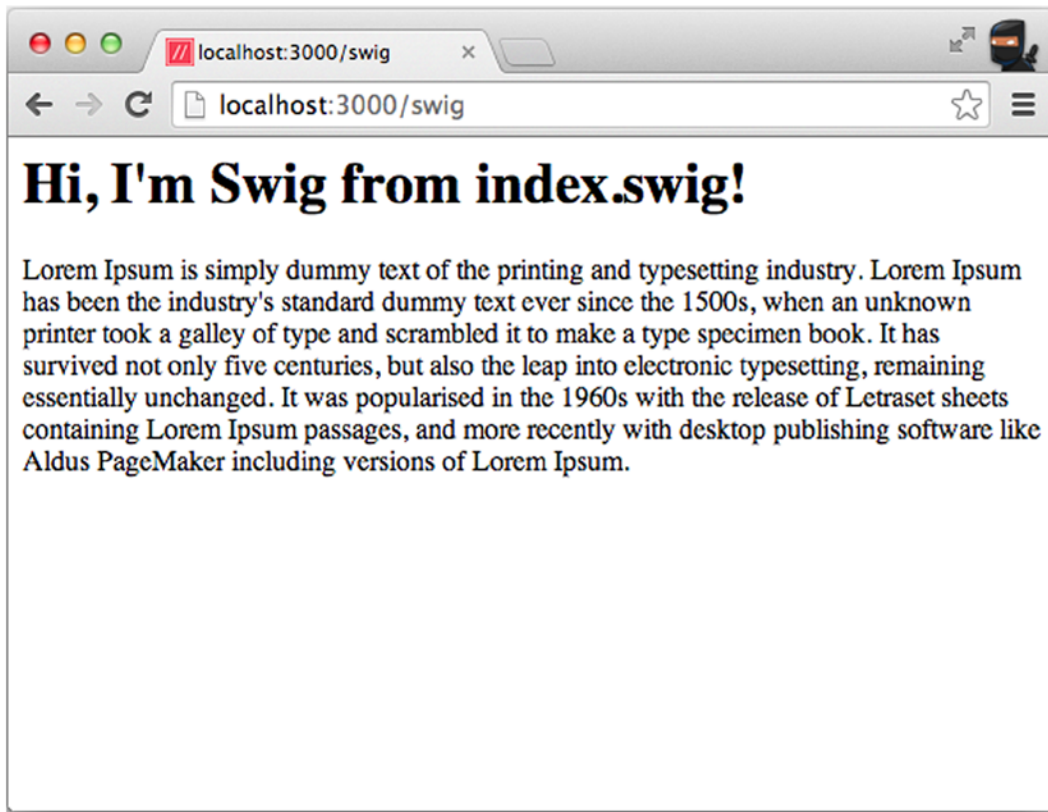 localhost:3000/swig
localhost:3000/swig
Hi, I'm Swig from index.swig!
Lorem Ipsum is simply dummy text of the printing and typesetting industry. Lorem Ipsum
has been the industry's standard dummy text ever since the 1500s, when an unknown
printer took a galley of type and scrambled it to make a type specimen book. It has
survived not only five centuries, but also the leap into electronic typesetting, remaining
essentially unchanged. It was popularised in the 1960s with the release of Letraset sheets
containing Lorem Ipsum passages, and more recently with desktop publishing software like
Aldus PageMaker including versions of Lorem Ipsum.